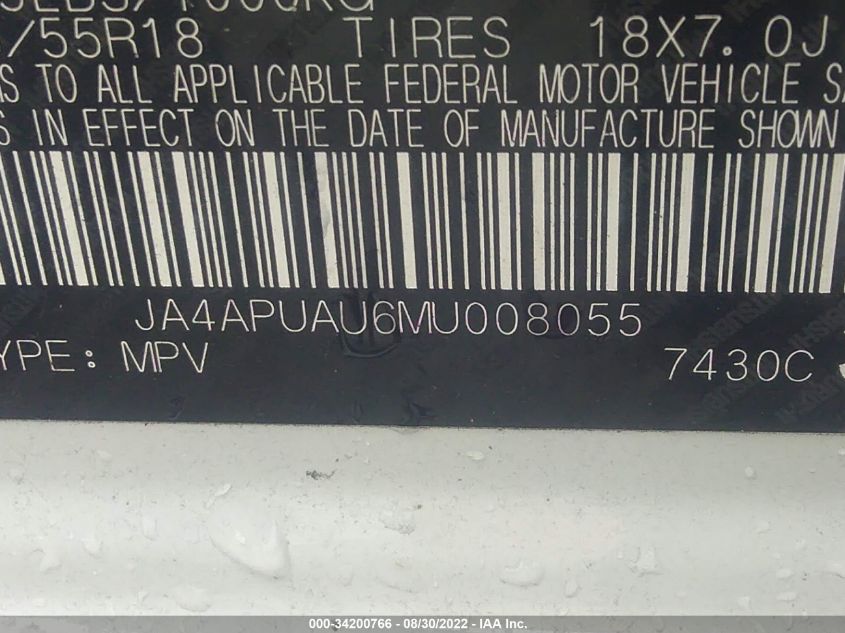 /55R18 TIRES 18X7.0J
TO ALL APPLICABLE FEDERAL MOTOR VEHICLE
IN EFFECT ON THE DATE OF MANUFACTURE SHOWN
JA4APUAU6MU008055
YPE: MPV 7430C
000-34200766 - 08/30/2022 - © IAA Inc.